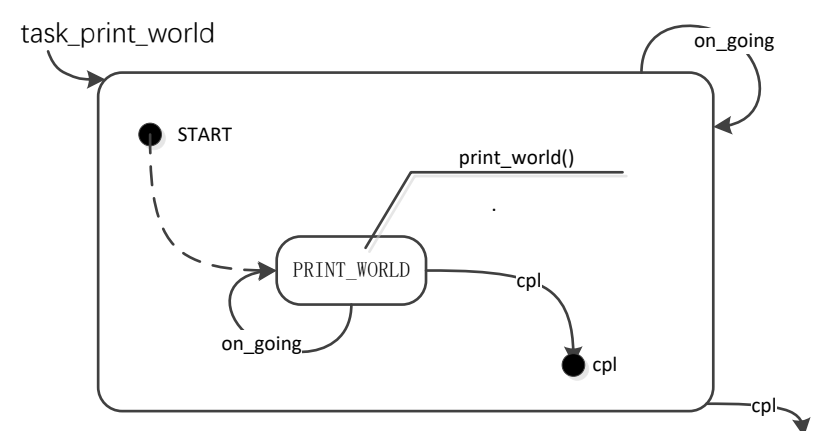 task_print_world
on_going
START
print_world()
.
PRINT_WORLD
cpl
on_going
cpl
cpl